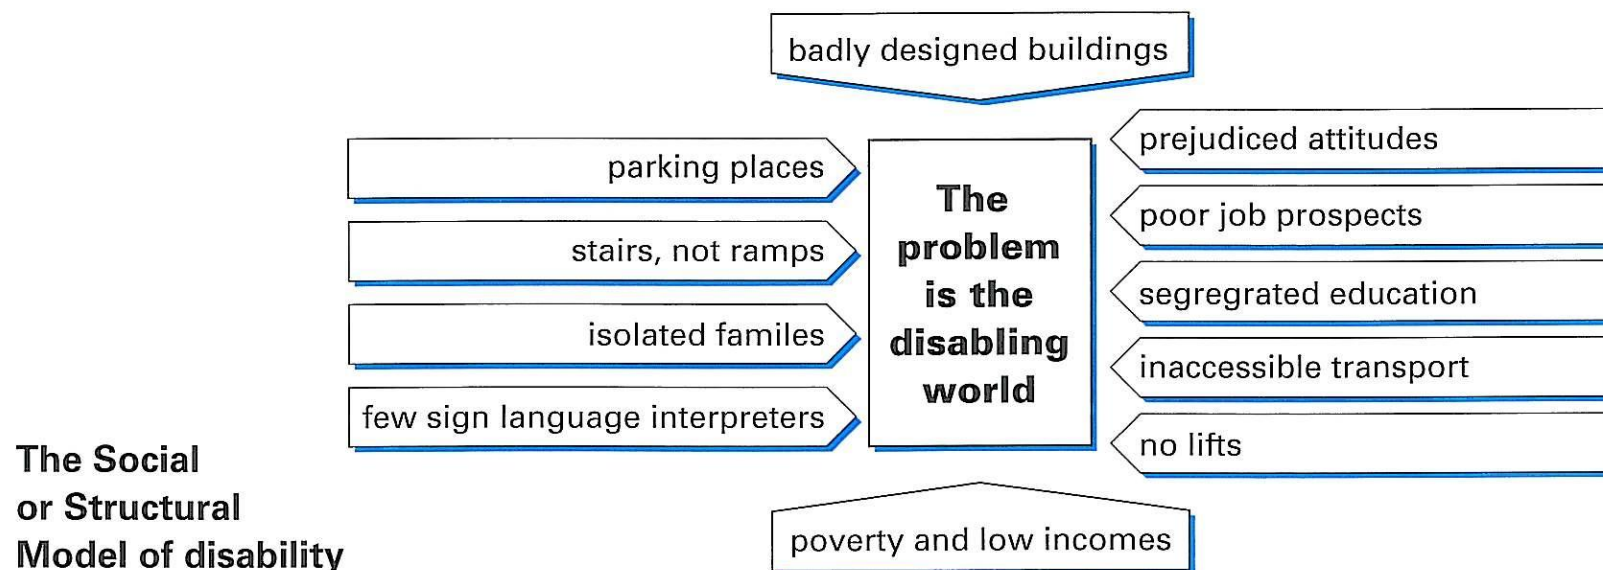 badly designed buildings
parking places
stairs, not ramps
isolated familes
few sign language interpreters
The
problem
is the
disabling
world
prejudiced attitudes
poor job prospects
segregrated education
inaccessible transport
no lifts
poverty and low incomes
The Social
or Structural
Model of disability